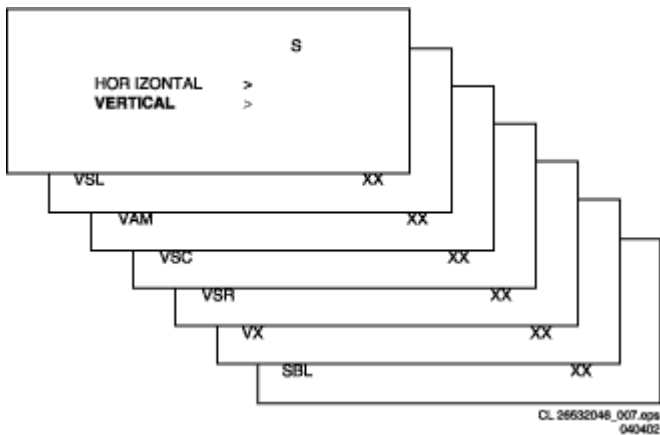 S
HOR IZONTAL >
VERTICAL >
VSL XX
VAM XX
VSC XX
VSR XX
VX XX
SBL XX
CL 26532046_007.eps
040402